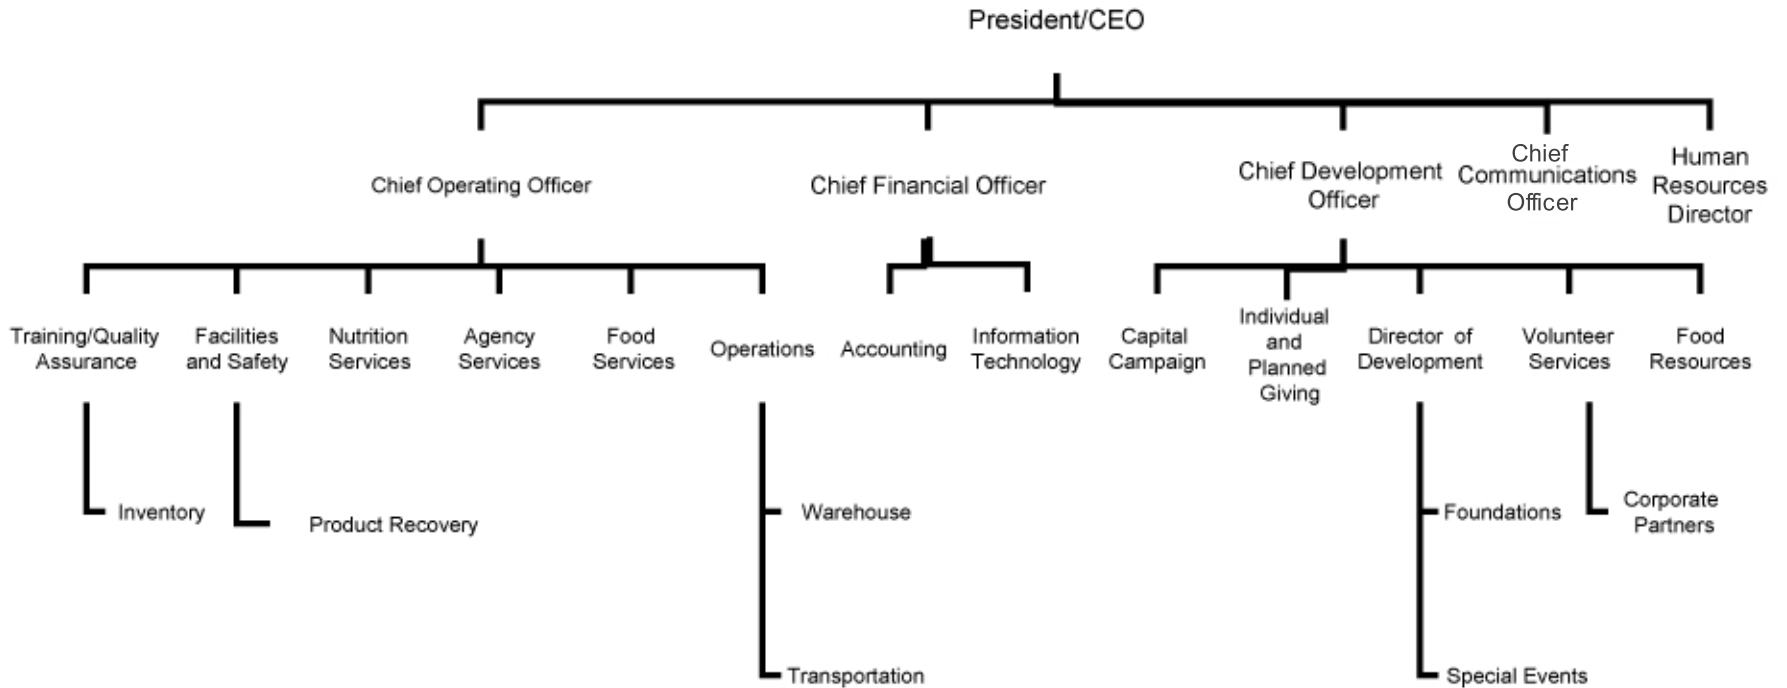 President/CEO
Chief Operating Officer
Chief Financial Officer
Chief Development
Officer
Chief
Communications
Officer
Human
Resources
Director
Training/Quality
Assurance
Facilities
and Safety
Nutrition
Services
Agency
Services
Food
Services
Operations
Accounting
Information
Technology
Capital
Campaign
Individual
and
Planned
Giving
Director of
Development
Volunteer
Services
Food
Resources
Inventory
Product Recovery
Warehouse
Foundations
Corporate
Partners
Transportation
Special Events